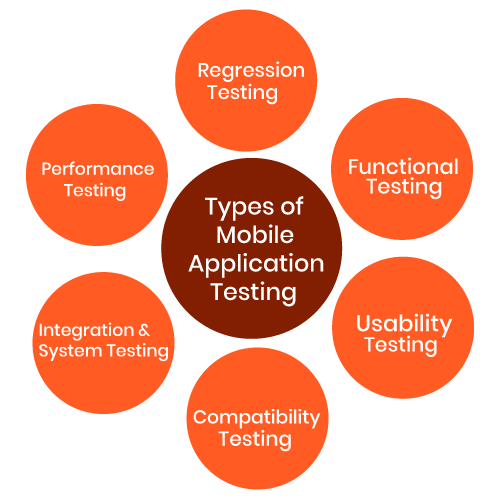 Regression
Testing
Functional
Testing
Usability
Testing
Compatibility
Testing
Integration &
System Testing
Performance
Testing
Types of
Mobile
Application
Testing